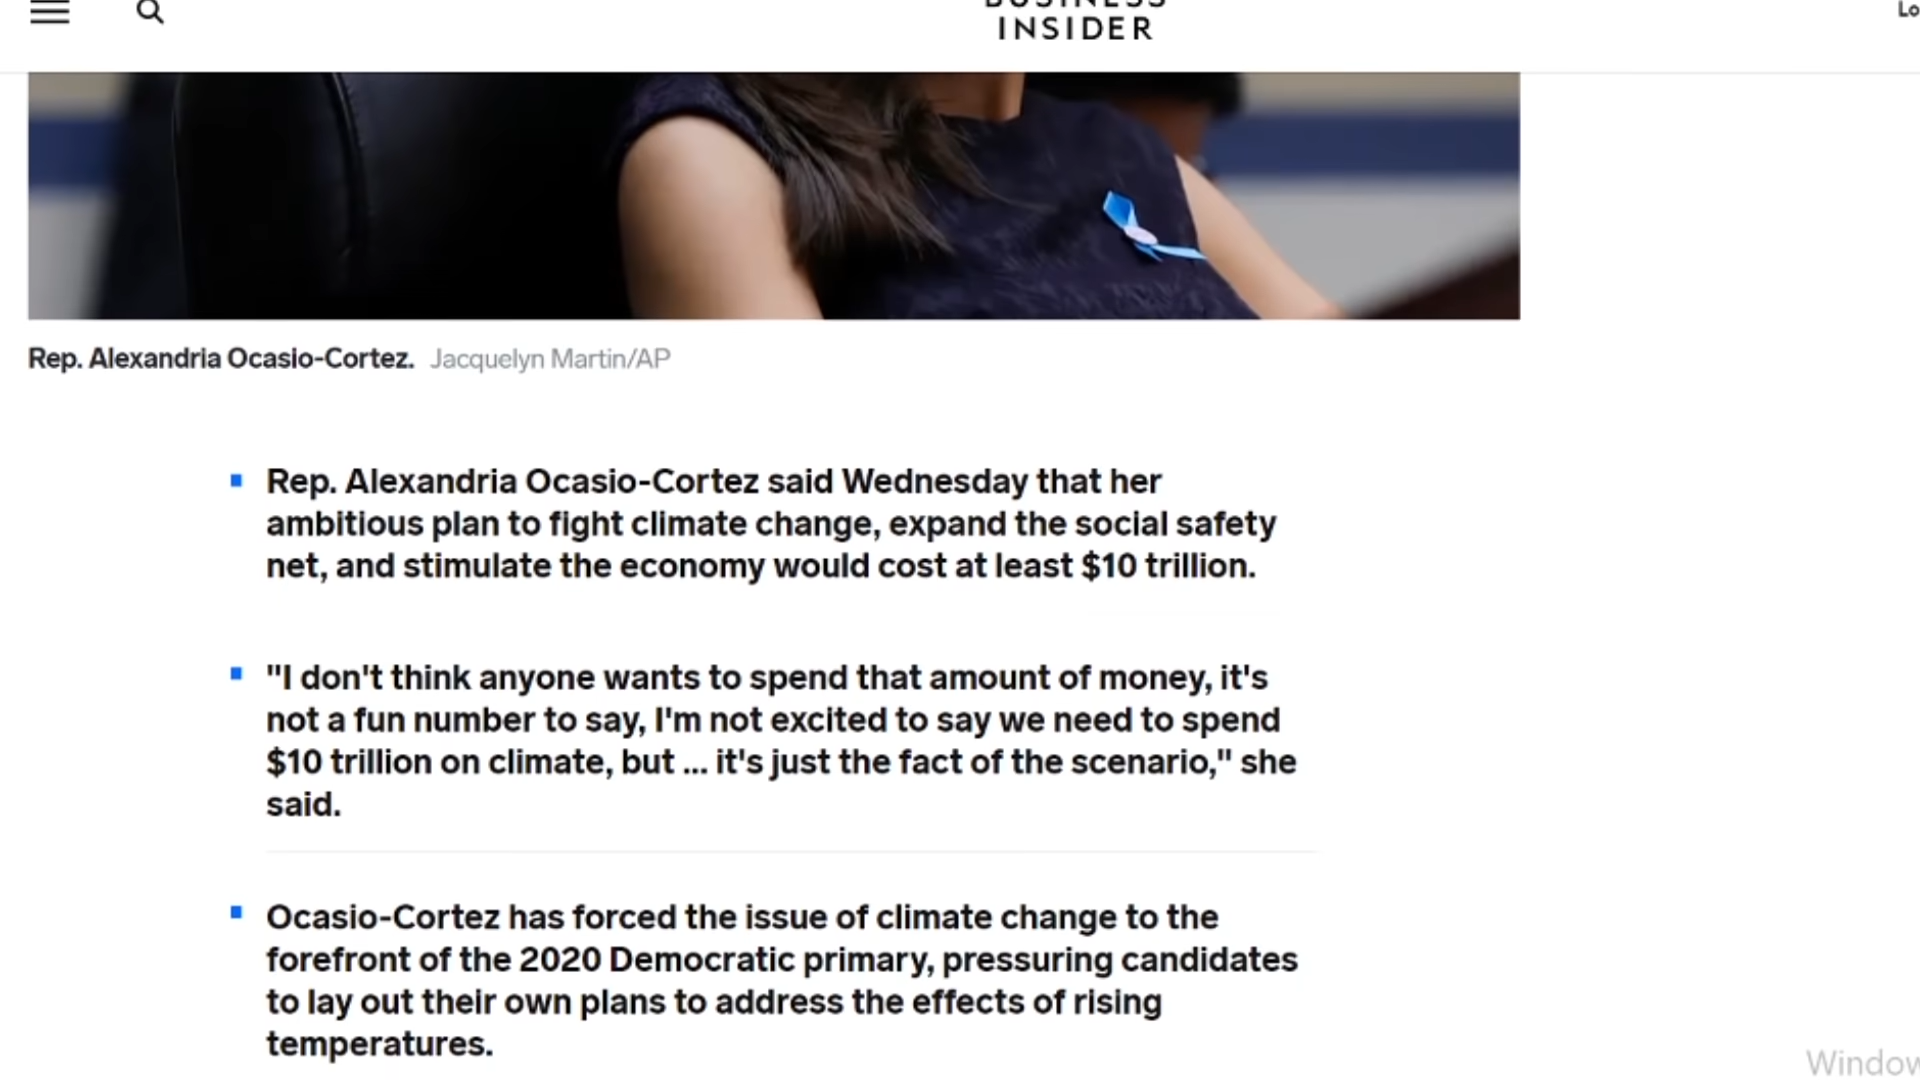 BUSINESS
INSIDER
Rep. Alexandria Ocasio-Cortez. Jacquelyn Martin/AP
Rep. Alexandria Ocasio-Cortez said Wednesday that her
ambitious plan to fight climate change, expand the social safety
net, and stimulate the economy would cost at least $10 trillion.
"I don't think anyone wants to spend that amount of money, it's
not a fun number to say, I'm not excited to say we need to spend
$10 trillion on climate, but ... it's just the fact of the scenario," she
said.
Ocasio-Cortez has forced the issue of climate change to the
forefront of the 2020 Democratic primary, pressuring candidates
to lay out their own plans to address the effects of rising
temperatures.